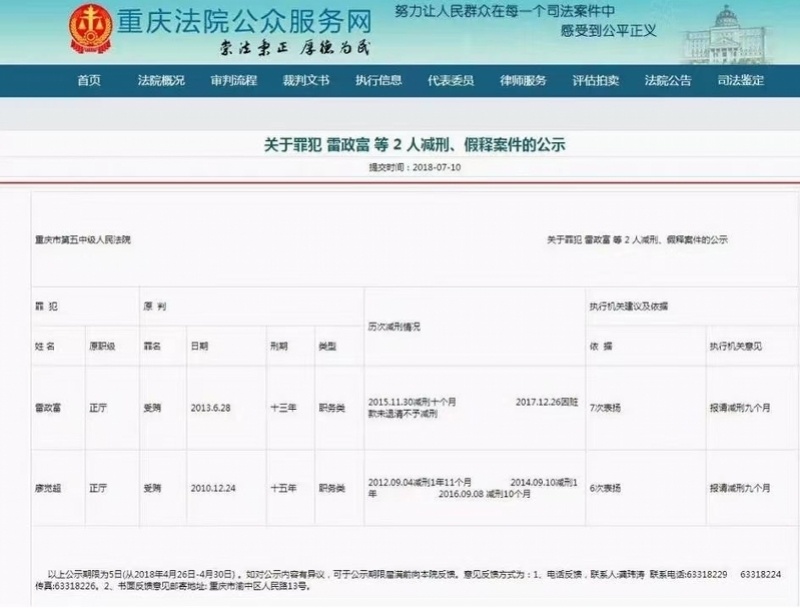 重庆法院公众服务网
崇法秉正 厚德为民
努力让人民群众在每一个司法案件中
感受到公平正义
首页 法院概况 审判流程 裁判文书 执行信息 代表委员 律师服务 评估拍卖 法院公告 司法鉴定
关于罪犯 雷政富 等 2 人减刑、假释案件的公示
提交时间：2018-07-10
重庆市第五中级人民法院 关于罪犯 雷政富 等 2 人减刑、假释案件的公示
罪 犯 原 判 历次减刑情况 执行机关建议及依据
姓 名 原职级 罪名 日期 刑期 类型 依 据 执行机关意见
雷政富 正厅 受贿 2013.6.28 十三年 职务类 2015.11.30减刑十个月 2017.12.26因赃 7次表扬 报请减刑九个月
款未退清不予减刑
廖觉超 正厅 受贿 2010.12.24 十五年 职务类 2012.09.04减刑1年11个月 2014.09.10减刑1 6次表扬 报请减刑九个月
年 2016.09.08 减刑10个月
以上公示期限为5日(从2018年4月26日-4月30日) 。如对公示内容有异议，可于公示期限届满前向本院反馈。意见反馈方式为：1、电话反馈，联系人:龚玮涛 联系电话:63318229 63318224
传真:63318226。2、书面反馈意见邮寄地址: 重庆市渝中区人民路13号。